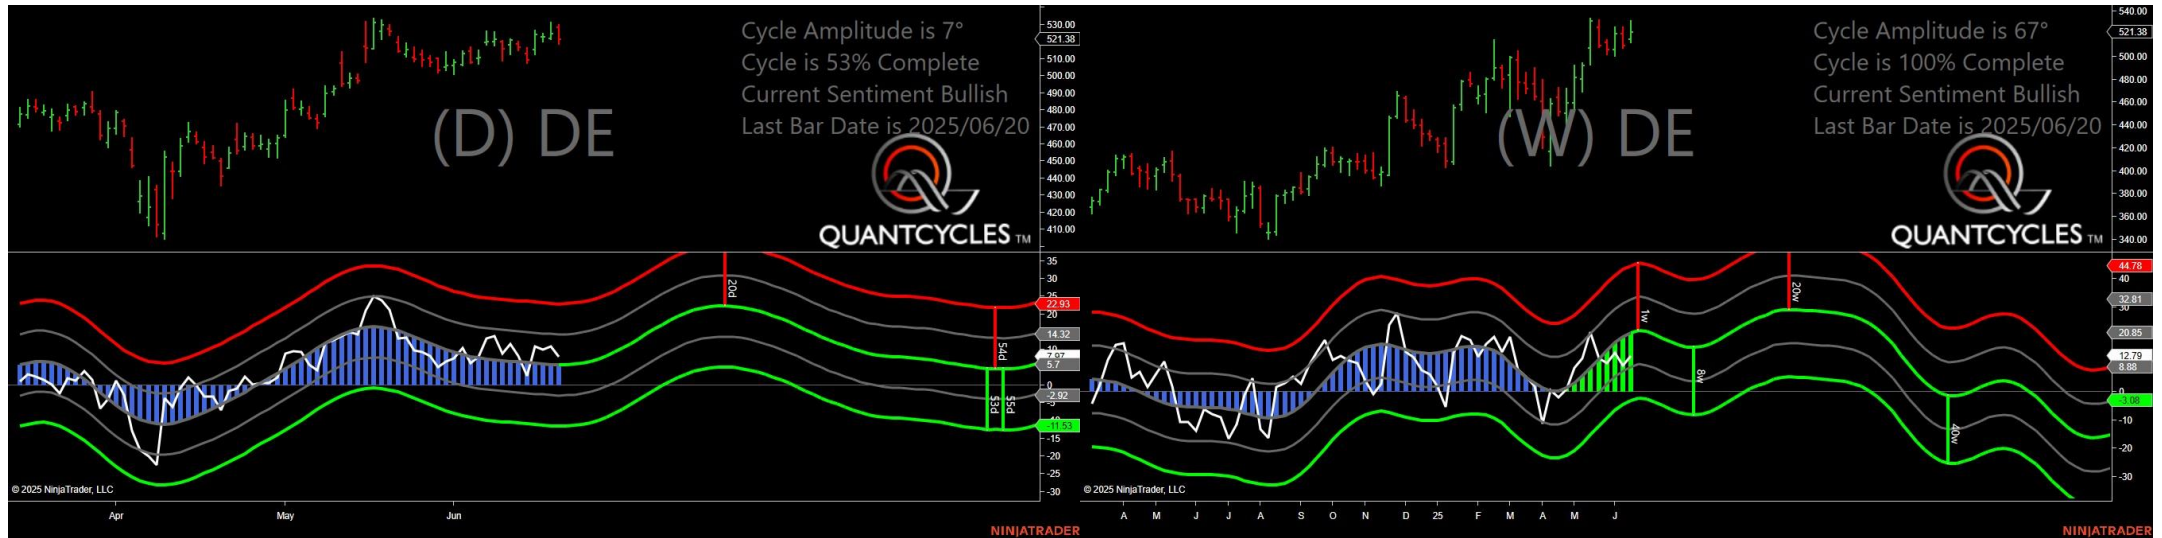 Cycle Amplitude is 7°
Cycle is 53% Complete
Current Sentiment Bullish
Last Bar Date is 2025/06/20
(D) DE
QUANTCYCLES TM
530.00
521.38
510.00
500.00
490.00
480.00
470.00
460.00
450.00
440.00
430.00
420.00
410.00
35
30
25
22.93
20
14.32
10
7.97
5.7
0
-2.92
-5
-10
-11.53
-15
-20
-25
-30
20d
54d
53d
55d
© 2025 NinjaTrader, LLC
Apr May Jun
NINJATRADER
Cycle Amplitude is 67°
Cycle is 100% Complete
Current Sentiment Bullish
Last Bar Date is 2025/06/20
(W) DE
QUANTCYCLES TM
540.00
521.38
500.00
480.00
460.00
440.00
420.00
400.00
380.00
360.00
340.00
44.78
40
32.81
30
20.85
12.79
8.88
0
-3.08
-10
-20
-30
1w
20w
8w
40w
© 2025 NinjaTrader, LLC
A M J J A S O N D 25 F M A M J
NINJATRADER